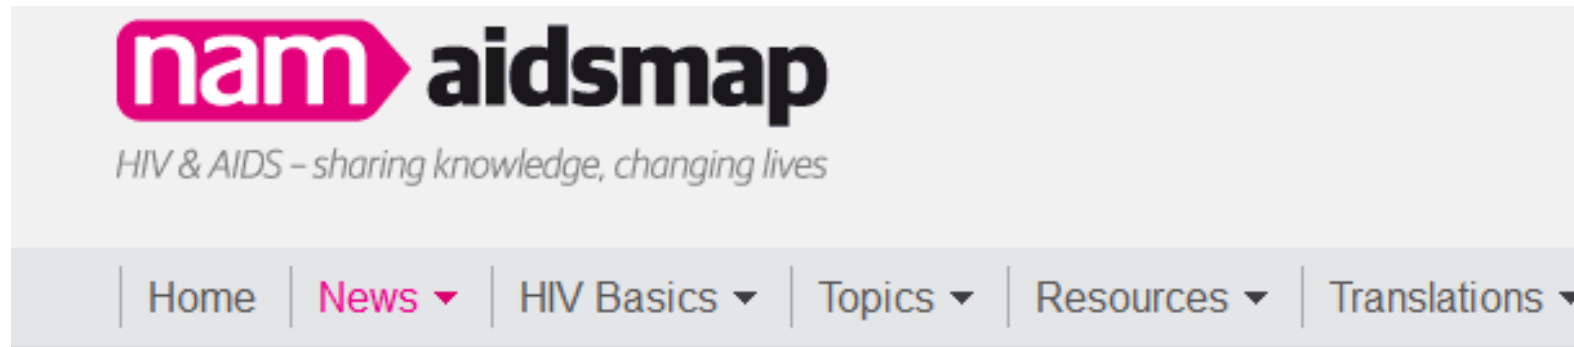 nam aidsmap
HIV & AIDS – sharing knowledge, changing lives
Home News HIV Basics Topics Resources Translations